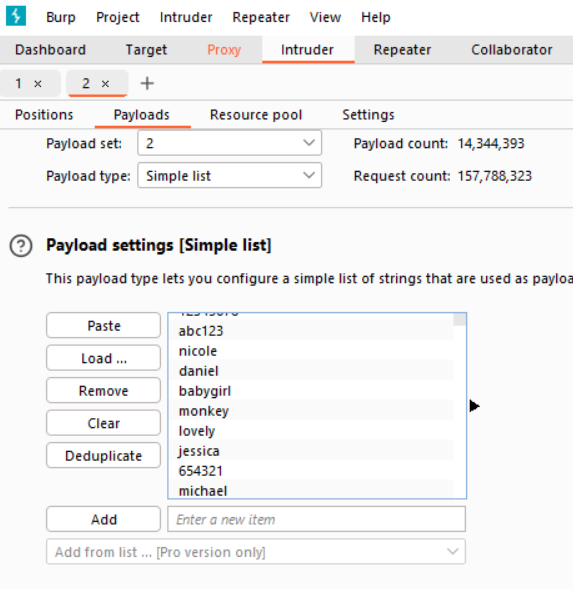 Burp Project Intruder Repeater View Help
Dashboard Target Proxy Intruder Repeater Collaborator
1 × 2 × +
Positions Payloads Resource pool Settings
Payload set: 2 Payload count: 14,344,393
Payload type: Simple list Request count: 157,788,323
Payload settings [Simple list]
This payload type lets you configure a simple list of strings that are used as payloa
Paste
Load ...
Remove
Clear
Deduplicate
abc123
nicole
daniel
babygirl
monkey
lovely
jessica
654321
michael
Add Enter a new item
Add from list ... [Pro version only]